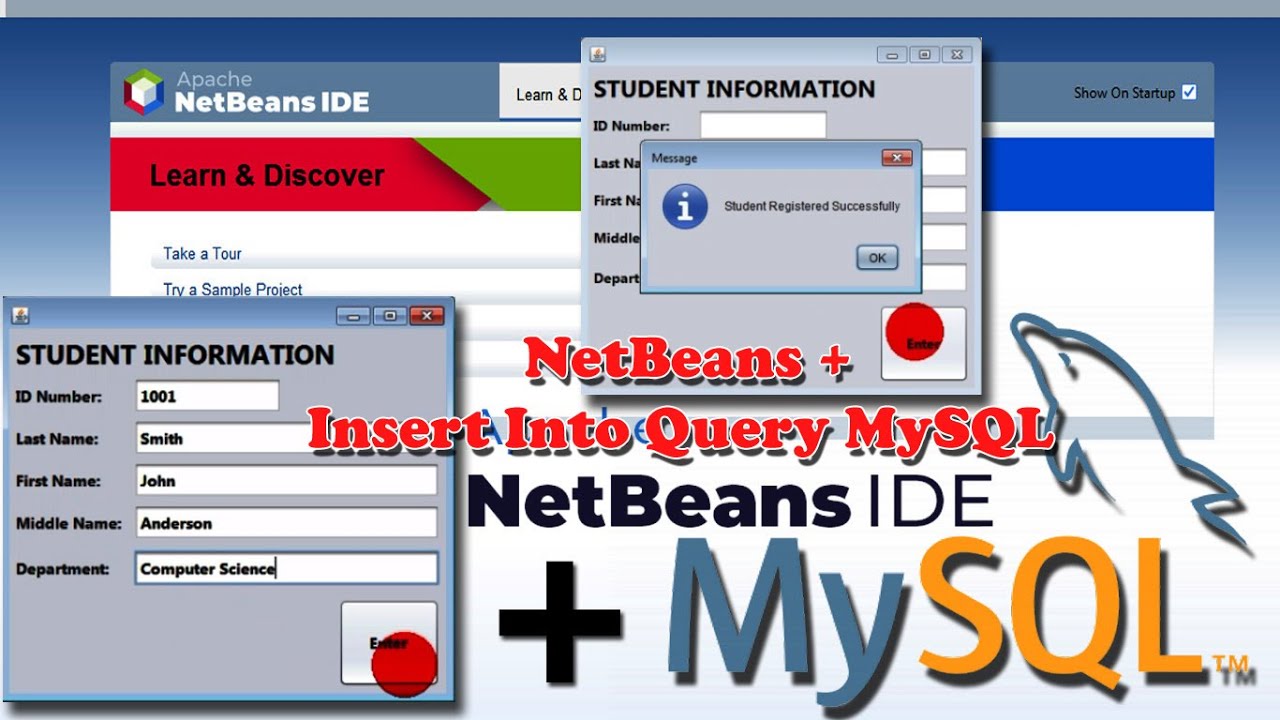 Apache
NetBeans IDE
Learn & D
Show On Startup
Learn & Discover
Take a Tour
Try a Sample Project
STUDENT INFORMATION
ID Number:
Last Na
First Na
Middle
Depart
Message
Student Registered Successfully
OK
Enter
STUDENT INFORMATION
ID Number: 1001
Last Name: Smith
First Name: John
Middle Name: Anderson
Department: Computer Science
Enter
NetBeans +
Insert Into Query MySQL
NetBeans IDE
+
MySQL™